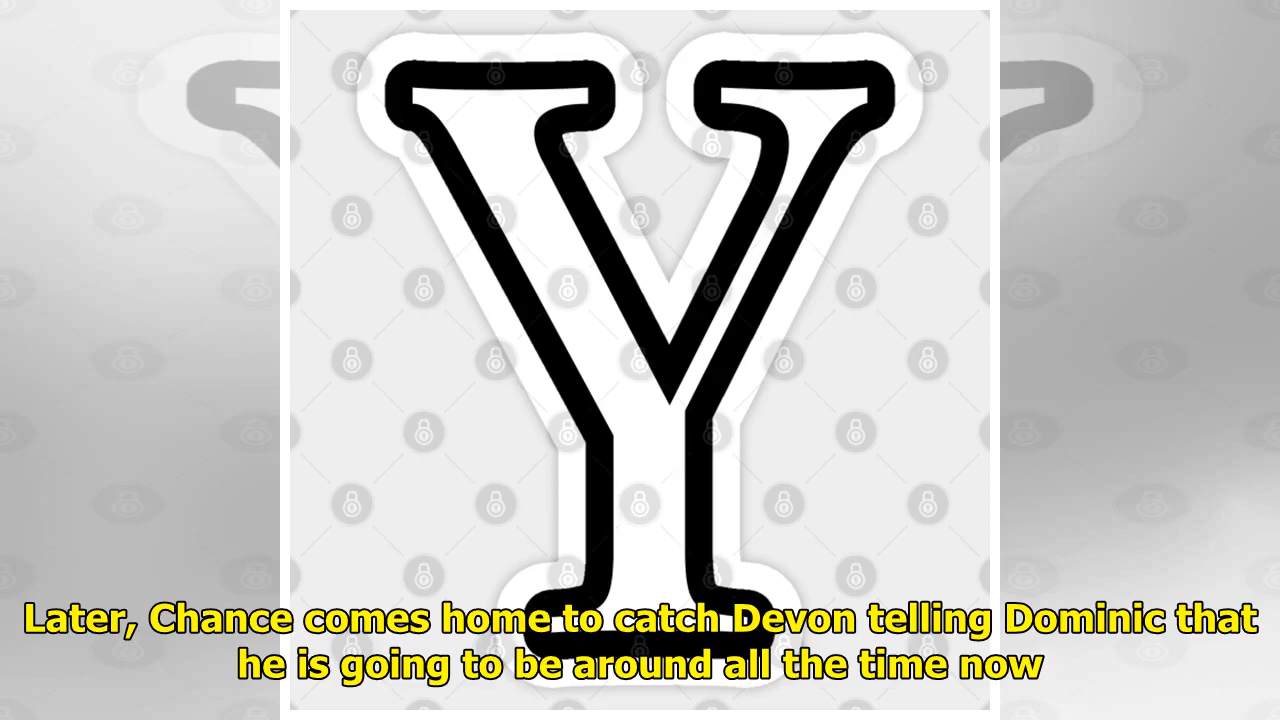 Y
Later, Chance comes home to catch Devon telling Dominic that
he is going to be around all the time now